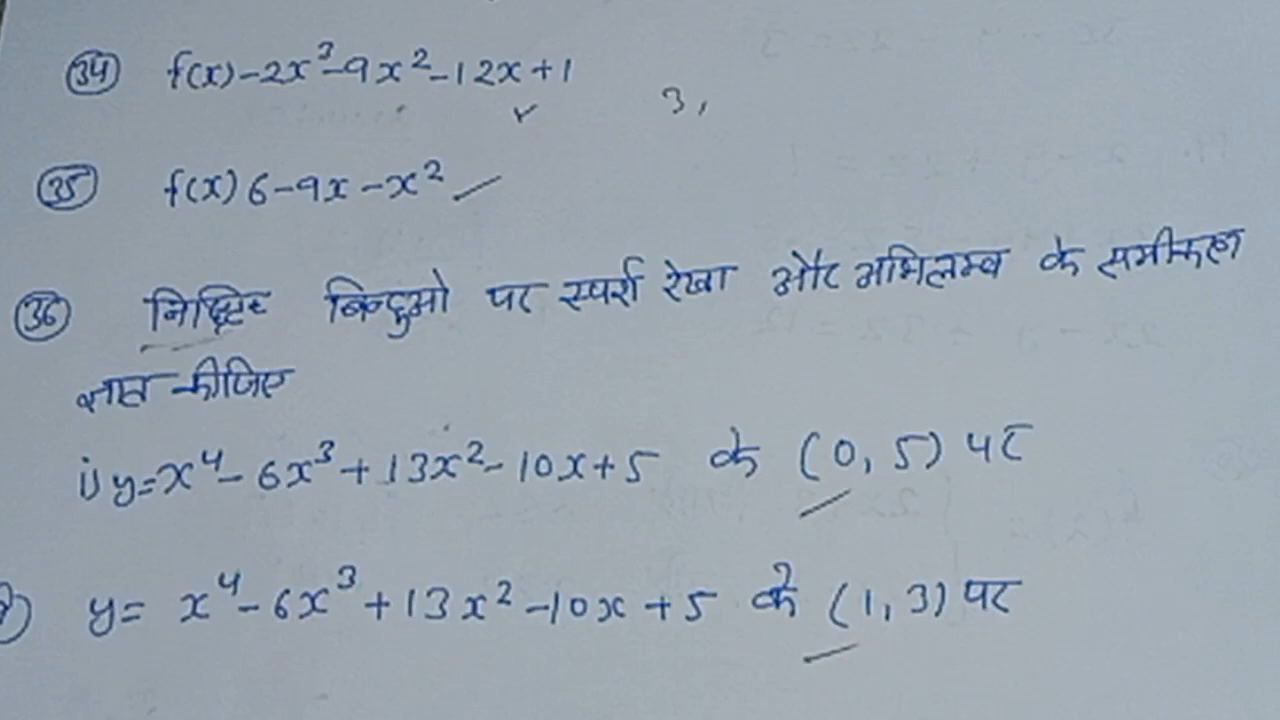 (34) f(x)-2x³-9x²-12x+1
3,
(35) f(x) 6-9x-x²
(36) बिन्दुओ पर स्पर्श रेखा और अभिलम्ब के समीकरण
ज्ञात कीजिए
i) y=x⁴-6x³+13x²-10x+5 के (0,5) पर
y= x⁴-6x³+13x²-10x+5 के (1,3) पर